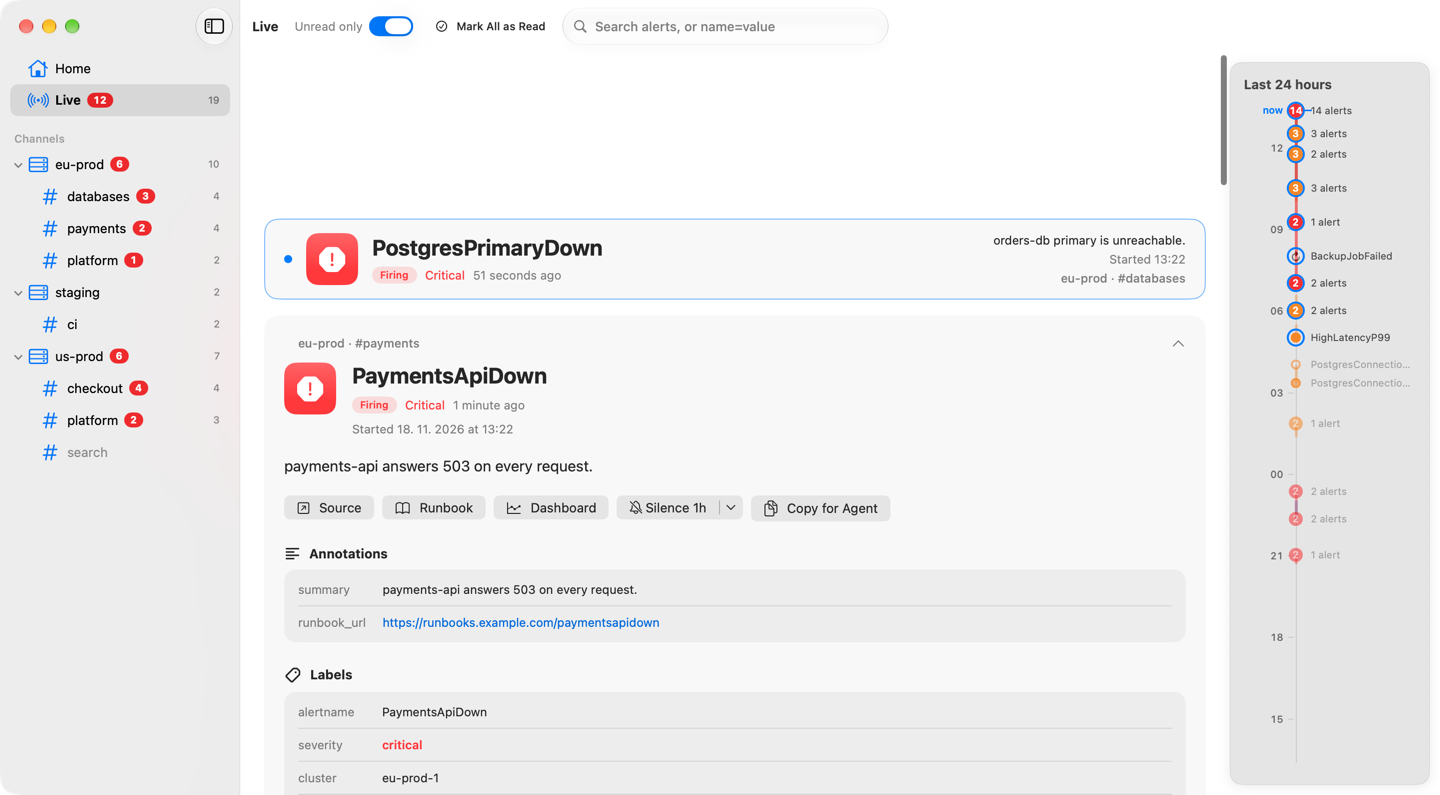 Home
Live 12 19
Channels
eu-prod 6 10
databases 3 4
payments 2 4
platform 1 2
staging 2
ci 2
us-prod 6 7
checkout 4 4
platform 2 3
search
Live Unread only Mark All as Read Search alerts, or name=value
PostgresPrimaryDown
Firing Critical 51 seconds ago
orders-db primary is unreachable.
Started 13:22
eu-prod · #databases
eu-prod · #payments
PaymentsApiDown
Firing Critical 1 minute ago
Started 18. 11. 2026 at 13:22
payments-api answers 503 on every request.
Source Runbook Dashboard Silence 1h Copy for Agent
Annotations
summary payments-api answers 503 on every request.
runbook_url https://runbooks.example.com/paymentsapidown
Labels
alertname PaymentsApiDown
severity critical
cluster eu-prod-1
Last 24 hours
now 14 14 alerts
3 3 alerts
12
3 2 alerts
3 3 alerts
2 1 alert
09
BackupJobFailed
2 2 alerts
06 2 2 alerts
HighLatencyP99
PostgresConnectio...
PostgresConnectio...
03
2 1 alert
00
2 2 alerts
2 2 alerts
21 2 1 alert
18
15